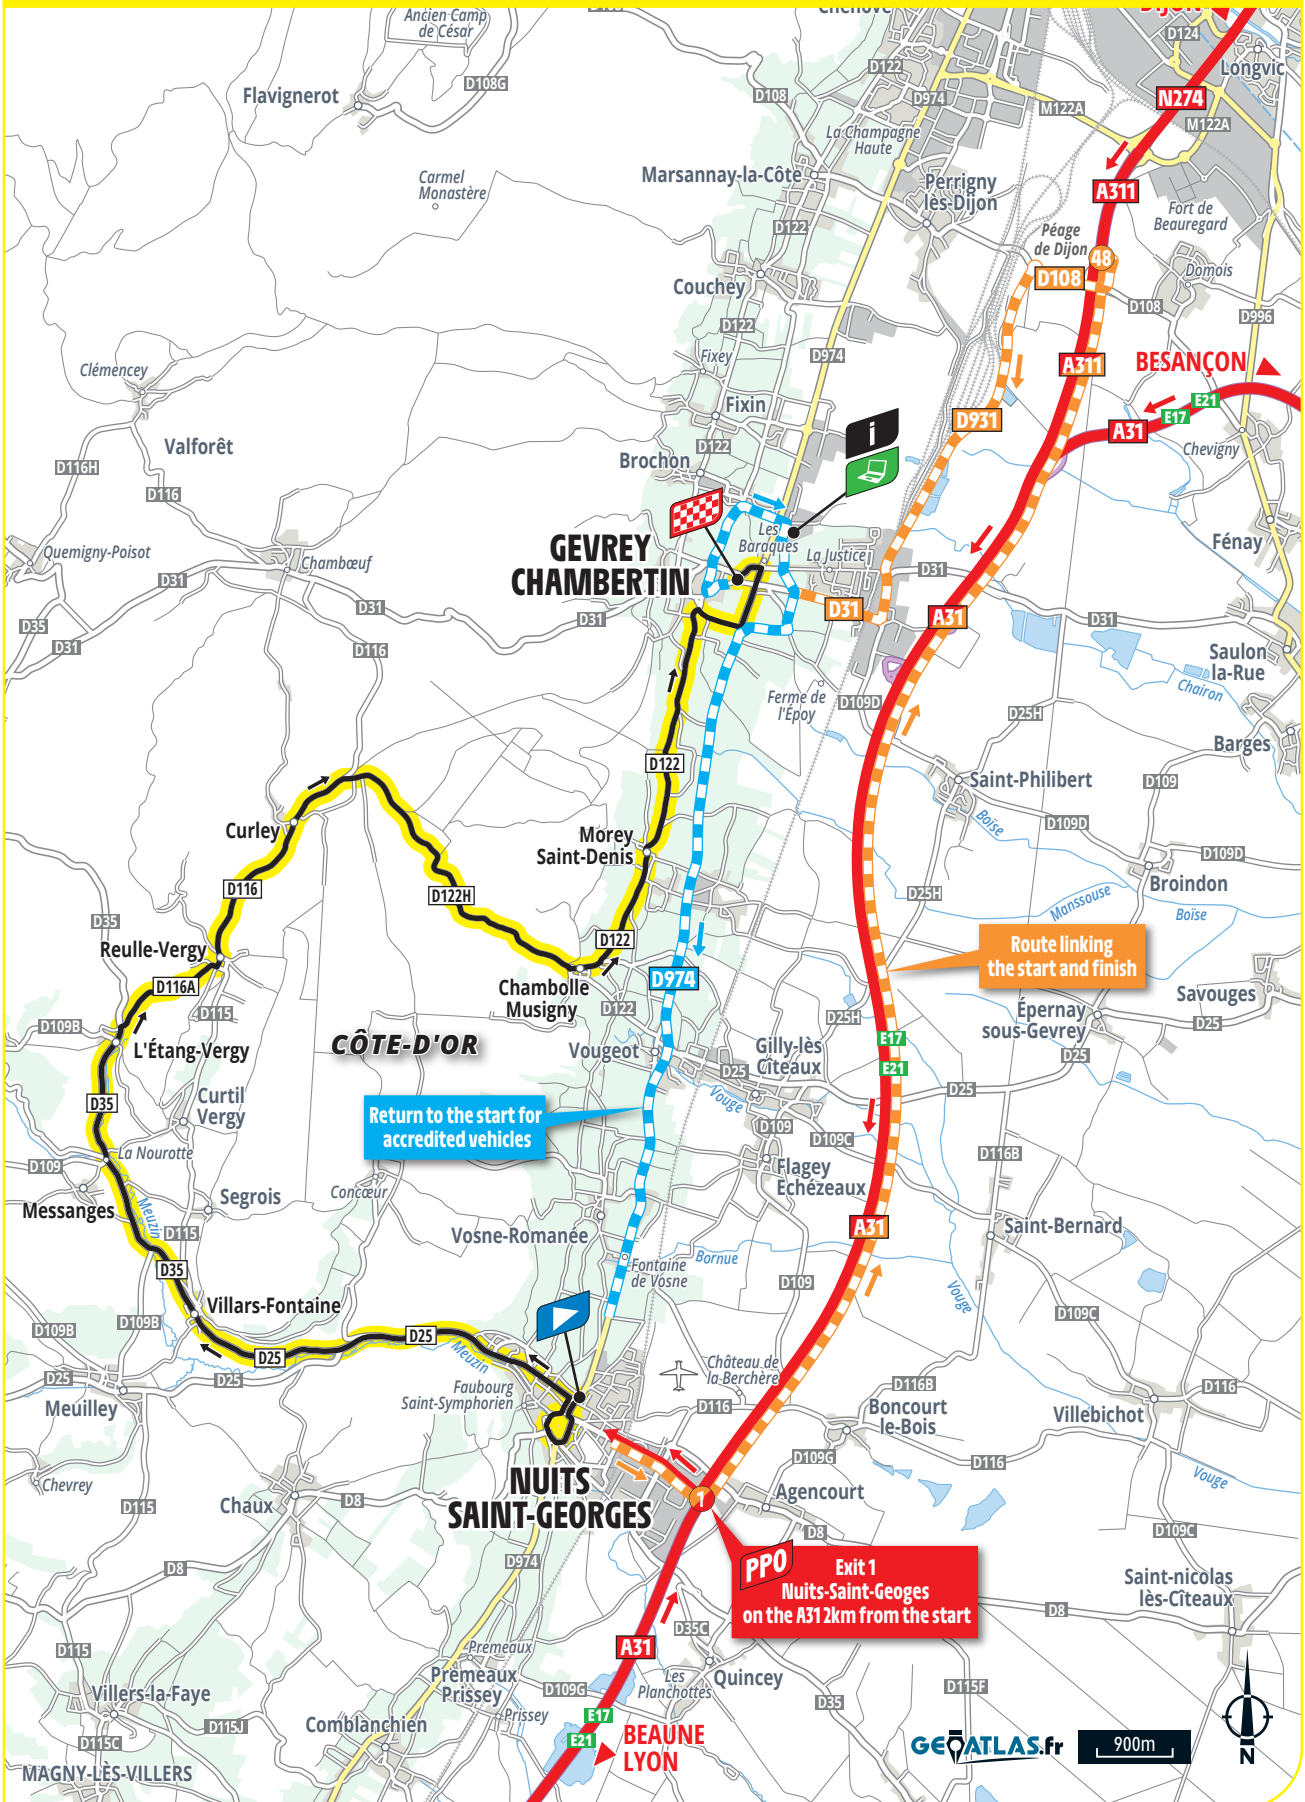 Ancien Camp
de César
Chenôve
DIJON
D124
Longvic
Flavignerot
D108G
D122
D108
D974
N274
M122A
M122A
La Champagne
Haute
Marsannay-la-Côte
Carmel
Monastère
Perrigny
lès-Dijon
A311
Fort de
Beauregard
D122
Péage
de Dijon
48
D108
Domois
Couchey
D108
D996
D122
Fixey
D974
A311
BESANÇON
Clémencey
Fixin
E21
E17
D931
A31
i
Valforêt
D122
Chevigny
Brochon
D116H
D116
Les
Baraques
Fénay
GEVREY
CHAMBERTIN
La Justice
Quemigny-Poisot
Chambœuf
D31
D31
D31
D31
D31
A31
D31
D35
D31
D116
Saulon
la-Rue
Chairon
Ferme de
l'Époy
D109D
D25H
Barges
D122
Saint-Philibert
D109
Boïse
D109D
Curley
Morey
Saint-Denis
D109D
Broindon
D116
D122H
D25H
Manssouse
Boïse
D35
D122
Route linking
the start and finish
Reulle-Vergy
D116A
Chambolle
Musigny
D974
Savouges
D115
D122
D25H
Épernay
sous-Gevrey
D25
D109B
L'Étang-Vergy
CÔTE-D'OR
Vougeot
Gilly-lès
Cîteaux
E17
E21
D25
D25
D25
Curtil
Vergy
D35
Return to the start for
accredited vehicles
Vouge
D109
D109C
La Nourotte
D116B
D109
Flagey
Echézeaux
Messanges
Meuzin
Segrois
Concœur
D115
Vosne-Romanée
A31
Saint-Bernard
D35
Fontaine
de Vosne
Bornue
D109
Vouge
Villars-Fontaine
D109C
D109B
D109B
D25
D25
Meuzin
D25
D25
Château de
la Berchère
Faubourg
Saint-Symphorien
D116B
D116
Meuilley
D116
Boncourt
le-Bois
Villebichot
NUITS
SAINT-GEORGES
D109G
D116
Vouge
Chevrey
D115
Chaux
D8
1
Agencourt
D8
D109C
D974
D8
PPO
Exit 1
Nuits-Saint-Geoges
on the A31 2km from the start
Saint-nicolas
lès-Cîteaux
D8
D115
A31
D35C
Premeaux
Premeaux
Prissey
Les
Planchottes
Quincey
D109G
D115F
D35
Villers-la-Faye
D115J
Comblanchien
Prissey
E17
E21
BEAUNE
LYON
D115C
MAGNY-LÈS-VILLERS
GEOATLAS.fr
900m
N